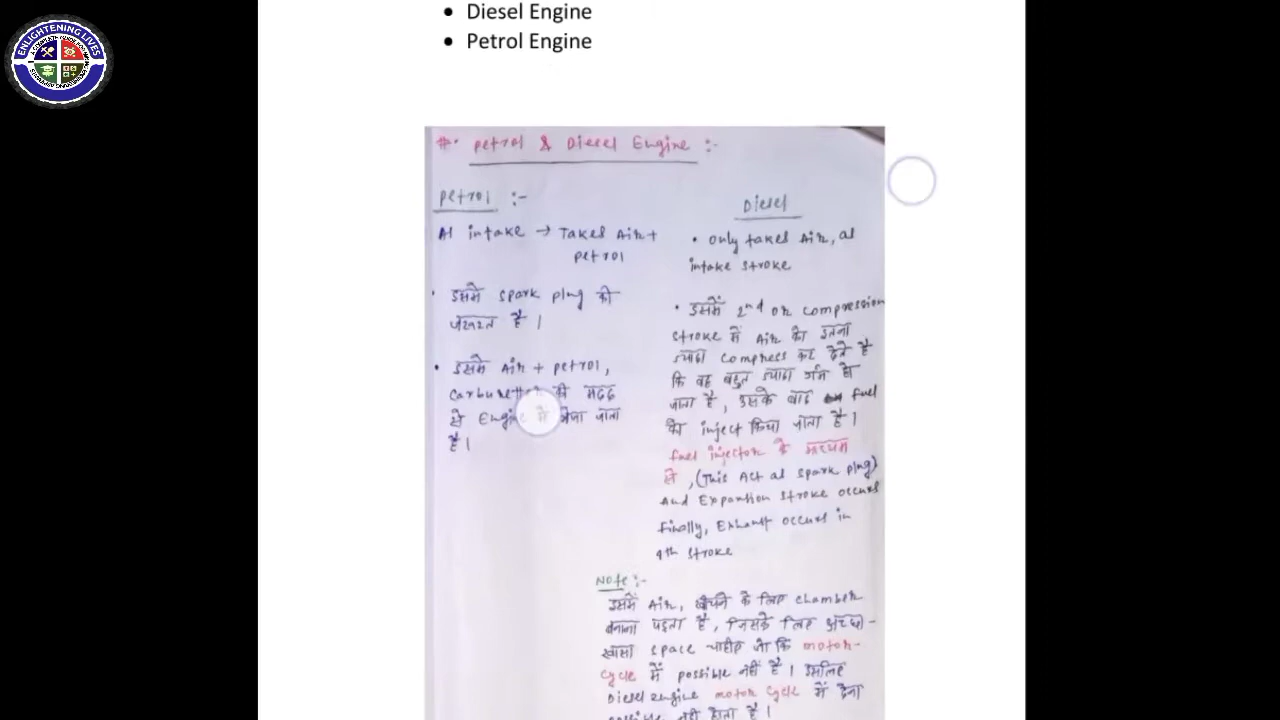 ENLIGHTENING LIVES
• Diesel Engine
• Petrol Engine
#• Petrol & Diesel Engine :-
Petrol :-
At intake → Takes Air +
Petrol
• इसमे spark plug की
जरूरत है ।
• इसमे Air + petrol,
Carburettor की मदद
से Engine में भेजा जाता
है ।
Diesel
• Only takes Air, at
intake stroke
• इसमें 2nd or compression
stroke में Air को इतना
ज्यादा compress कर देते है
कि वह बहुत ज्यादा गर्म हो
जाता है, इसके बाद fuel
को inject किया जाता है ।
fuel injector के माध्यम
से, (This Act as spark plug)
And Expantion stroke occurs
finally, Exhaust occurs in
4th stroke
Note :-
इसमें Air, खींचने के लिए chamber
बनाना पड़ता है, जिसके लिए अच्छा-
खासा space चाहिए जो कि motor-
cycle में possible नहीं है । इसलिए
Diesel engine motor cycle में देना
possible नहीं होता है ।